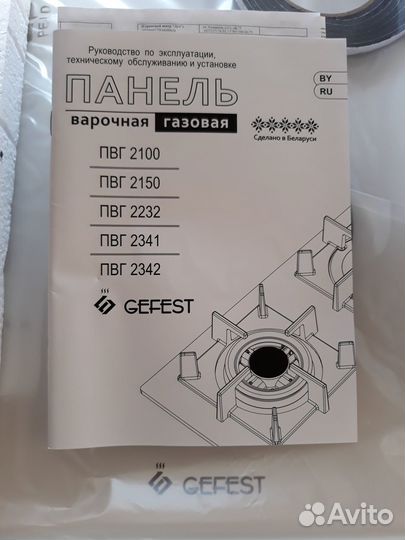 Руководство по эксплуатации,
техническому обслуживанию и установке
ПАНЕЛЬ
варочная газовая
BY
RU
Сделано в Беларуси
ПВГ 2100
ПВГ 2150
ПВГ 2232
ПВГ 2341
ПВГ 2342
GEFEST
GEFEST
Avito